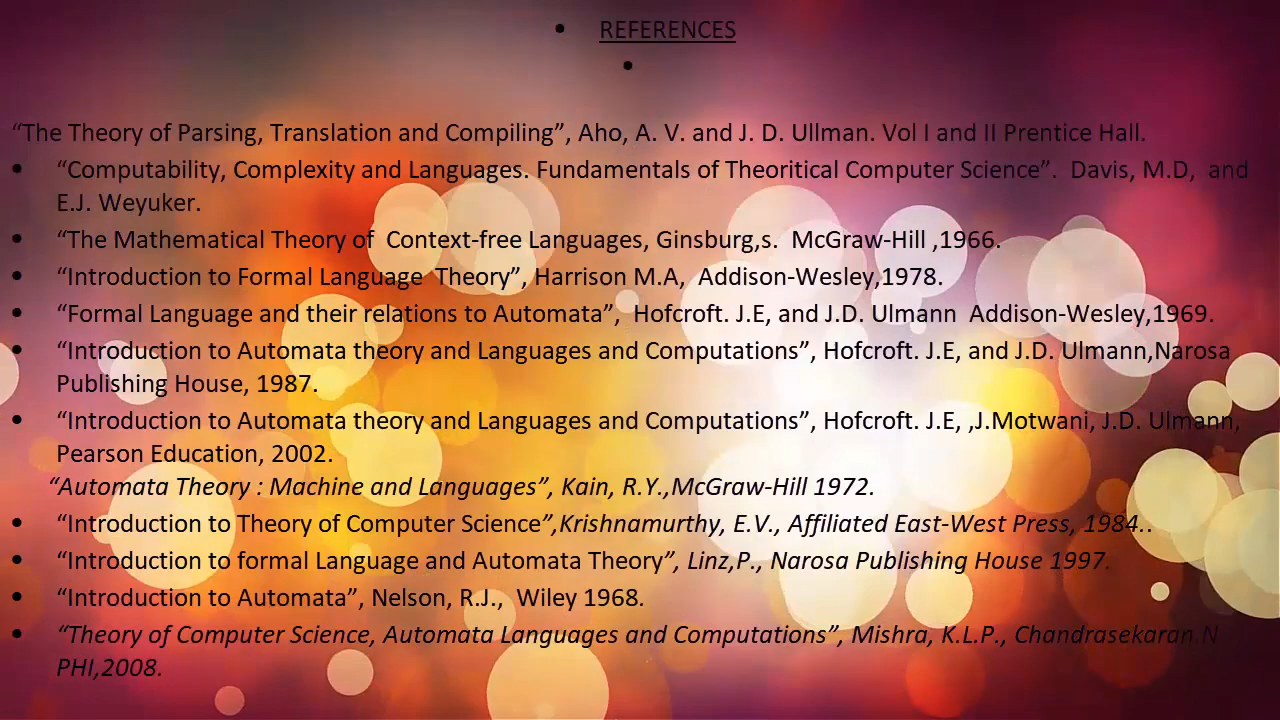 • REFERENCES
•
“The Theory of Parsing, Translation and Compiling”, Aho, A. V. and J. D. Ullman. Vol I and II Prentice Hall.
• “Computability, Complexity and Languages. Fundamentals of Theoritical Computer Science”. Davis, M.D, and
E.J. Weyuker.
• “The Mathematical Theory of Context-free Languages, Ginsburg,s. McGraw-Hill ,1966.
• “Introduction to Formal Language Theory”, Harrison M.A, Addison-Wesley,1978.
• “Formal Language and their relations to Automata”, Hofcroft. J.E, and J.D. Ulmann Addison-Wesley,1969.
• “Introduction to Automata theory and Languages and Computations”, Hofcroft. J.E, and J.D. Ulmann,Narosa
Publishing House, 1987.
• “Introduction to Automata theory and Languages and Computations”, Hofcroft. J.E, ,J.Motwani, J.D. Ulmann,
Pearson Education, 2002.
“Automata Theory : Machine and Languages”, Kain, R.Y.,McGraw-Hill 1972.
• “Introduction to Theory of Computer Science”,Krishnamurthy, E.V., Affiliated East-West Press, 1984..
• “Introduction to formal Language and Automata Theory”, Linz,P., Narosa Publishing House 1997.
• “Introduction to Automata”, Nelson, R.J., Wiley 1968.
• “Theory of Computer Science, Automata Languages and Computations”, Mishra, K.L.P., Chandrasekaran.N
PHI,2008.